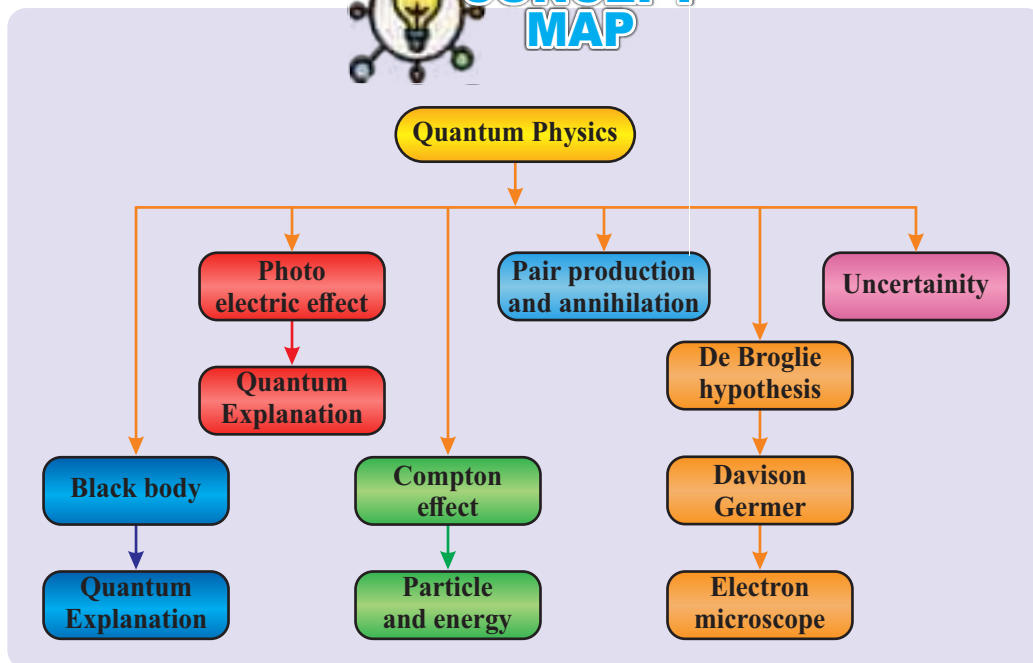 CONCEPT
MAP
Quantum Physics
Photo
electric effect
Pair production
and annihilation
Uncertainity
Quantum
Explanation
De Broglie
hypothesis
Black body
Compton
effect
Davison
Germer
Quantum
Explanation
Particle
and energy
Electron
microscope